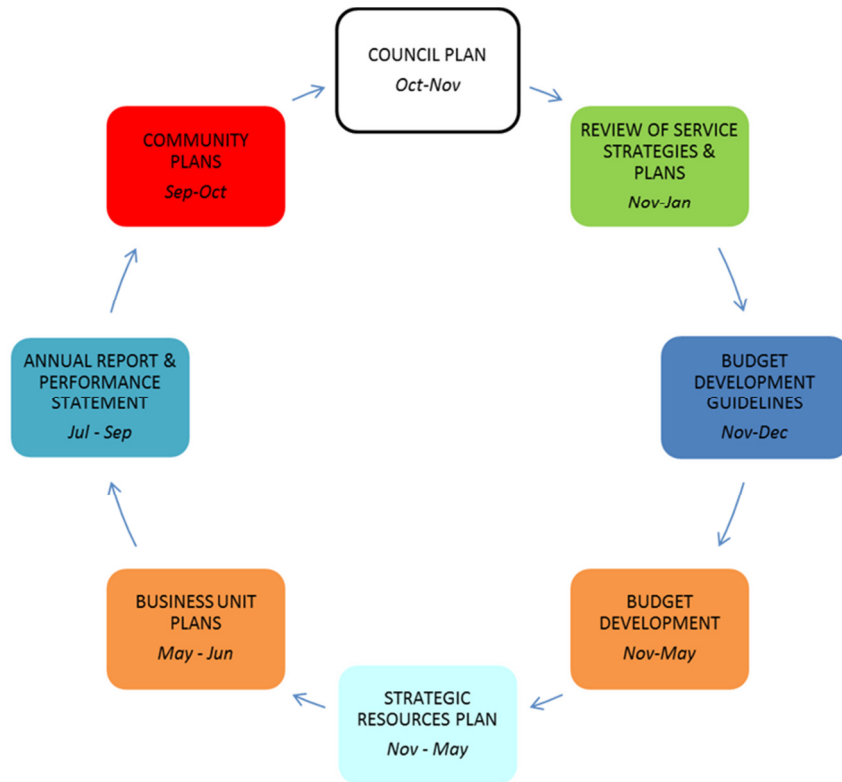 COUNCIL PLAN
Oct-Nov
REVIEW OF SERVICE
STRATEGIES &
PLANS
Nov-Jan
BUDGET
DEVELOPMENT
GUIDELINES
Nov-Dec
BUDGET
DEVELOPMENT
Nov-May
STRATEGIC
RESOURCES PLAN
Nov - May
BUSINESS UNIT
PLANS
May - Jun
ANNUAL REPORT &
PERFORMANCE
STATEMENT
Jul - Sep
COMMUNITY
PLANS
Sep-Oct